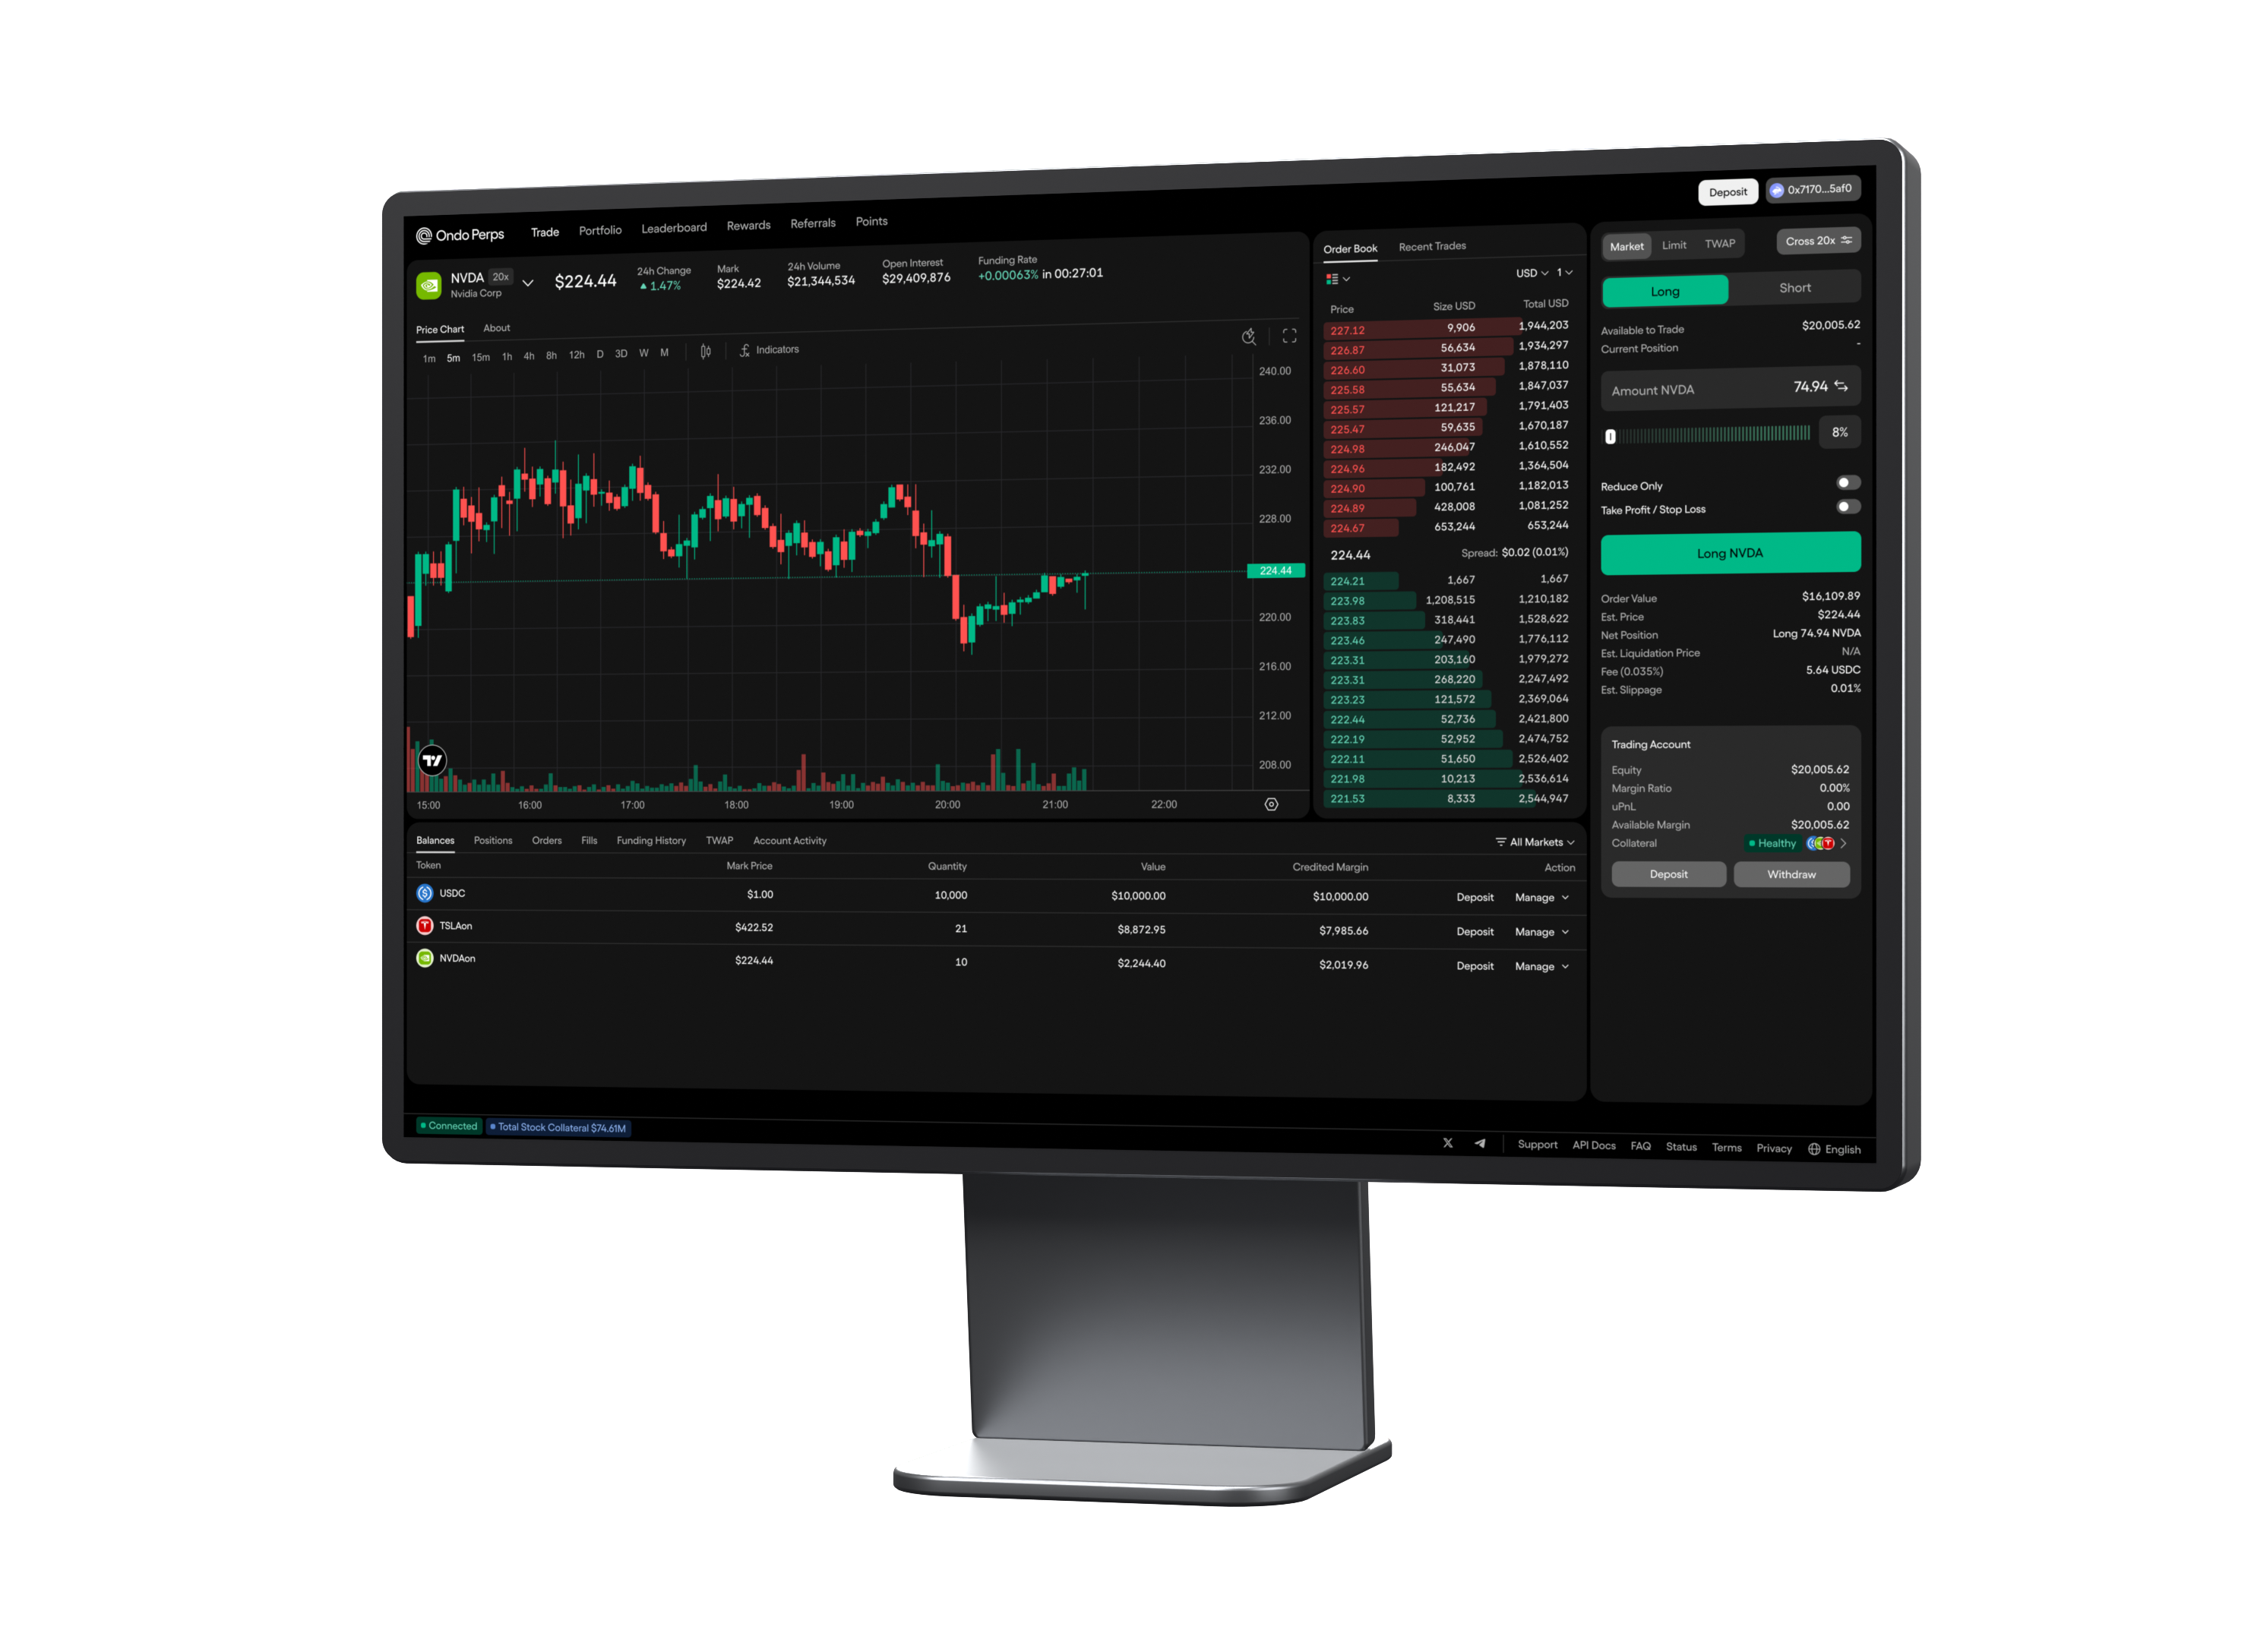 Deposit
0x7170...5af0
Ondo Perps
Trade
Portfolio
Leaderboard
Rewards
Referrals
Points
NVDA 20x
Nvidia Corp
$224.44
24h Change
1.47%
Mark
$224.42
24h Volume
$21,344,534
Open Interest
$29,409,876
Funding Rate
+0.00063% in 00:27:01
Price Chart
About
1m 5m 15m 1h 4h 8h 12h D 3D W M
Indicators
240.00
236.00
232.00
228.00
224.44
220.00
216.00
212.00
208.00
15:00 16:00 17:00 18:00 19:00 20:00 21:00 22:00
Order Book
Recent Trades
USD 1
Price Size USD Total USD
227.12 9,906 1,944,203
226.87 56,634 1,934,297
226.60 31,073 1,878,110
225.58 55,634 1,847,037
225.57 121,217 1,791,403
225.47 59,635 1,670,187
224.98 246,047 1,610,552
224.96 182,492 1,364,504
224.90 100,761 1,182,013
224.89 428,008 1,081,252
224.67 653,244 653,244
224.44 Spread: $0.02 (0.01%)
224.21 1,667 1,667
223.98 1,208,515 1,210,182
223.83 318,441 1,528,622
223.46 247,490 1,776,112
223.31 203,160 1,979,272
223.31 268,220 2,247,492
223.23 121,572 2,369,064
222.44 52,736 2,421,800
222.19 52,952 2,474,752
222.11 51,650 2,526,402
221.98 10,213 2,536,614
221.53 8,333 2,544,947
Market Limit TWAP
Cross 20x
Long Short
Available to Trade $20,005.62
Current Position -
Amount NVDA 74.94
8%
Reduce Only
Take Profit / Stop Loss
Long NVDA
Order Value $16,109.89
Est. Price $224.44
Net Position Long 74.94 NVDA
Est. Liquidation Price N/A
Fee (0.035%) 5.64 USDC
Est. Slippage 0.01%
Trading Account
Equity $20,005.62
Margin Ratio 0.00%
uPnL 0.00
Available Margin $20,005.62
Collateral Healthy
Deposit Withdraw
Balances Positions Orders Fills Funding History TWAP Account Activity
All Markets
Token Mark Price Quantity Value Credited Margin Action
USDC $1.00 10,000 $10,000.00 $10,000.00 Deposit Manage
TSLAon $422.52 21 $8,872.95 $7,985.66 Deposit Manage
NVDAon $224.44 10 $2,244.40 $2,019.96 Deposit Manage
Connected
Total Stock Collateral $74.61M
Support API Docs FAQ Status Terms Privacy English